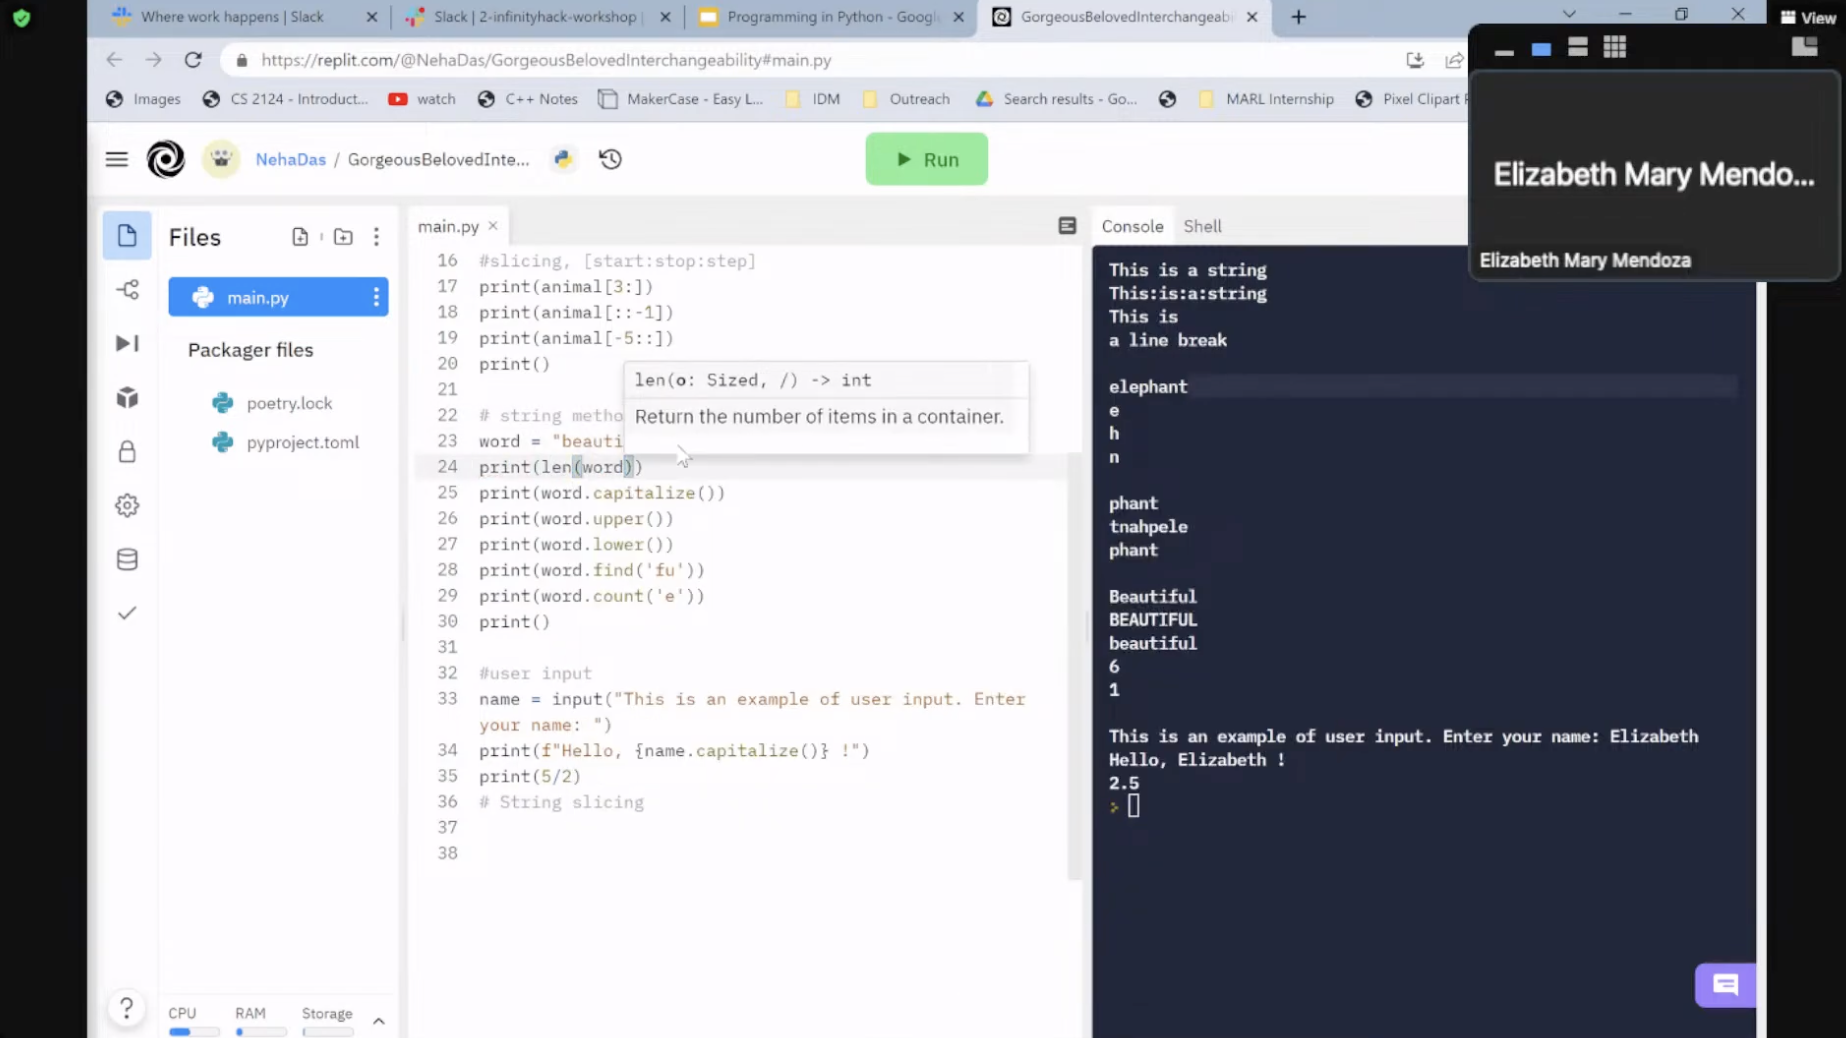 Where work happens | Slack
Slack | 2-infinityhack-workshop |
Programming in Python - Google
GorgeousBelovedInterchangeabi
View
https://replit.com/@NehaDas/GorgeousBelovedInterchangeability#main.py
Images
CS 2124 - Introduct...
watch
C++ Notes
MakerCase - Easy L...
IDM
Outreach
Search results - Go...
MARL Internship
Pixel Clipart
Elizabeth Mary Mendo...
Elizabeth Mary Mendoza
NehaDas / GorgeousBelovedInte...
Run
Files
main.py
Packager files
poetry.lock
pyproject.toml
CPU
RAM
Storage
main.py
16 #slicing, [start:stop:step]
17 print(animal[3:])
18 print(animal[::-1])
19 print(animal[-5::])
20 print()
21
22 # string metho
23 word = "beauti
24 print(len(word))
25 print(word.capitalize())
26 print(word.upper())
27 print(word.lower())
28 print(word.find('fu'))
29 print(word.count('e'))
30 print()
31
32 #user input
33 name = input("This is an example of user input. Enter
your name: ")
34 print(f"Hello, {name.capitalize()} !")
35 print(5/2)
36 # String slicing
37
38
len(o: Sized, /) -> int
Return the number of items in a container.
Console
Shell
This is a string
This:is:a:string
This is
a line break
elephant
e
h
n
phant
tnahpele
phant
Beautiful
BEAUTIFUL
beautiful
6
1
This is an example of user input. Enter your name: Elizabeth
Hello, Elizabeth !
2.5
>